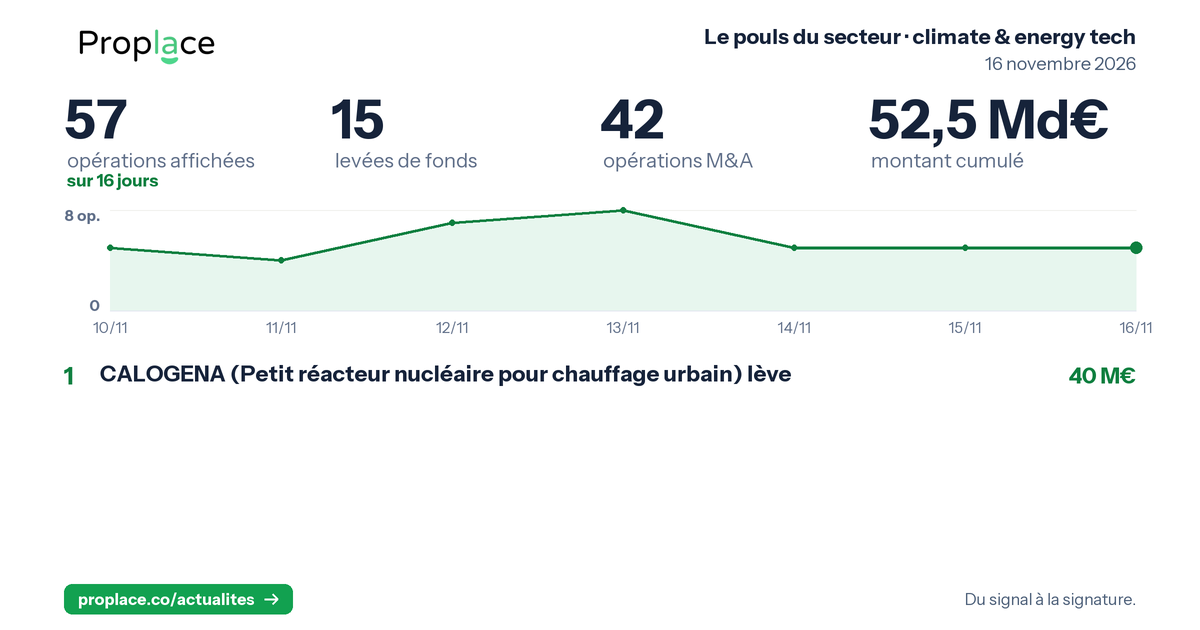 Proplace
Le pouls du secteur · climate & energy tech
16 novembre 2026
57
opérations affichées
sur 16 jours
15
levées de fonds
42
opérations M&A
52,5 Md€
montant cumulé
8 op.
0
10/11
11/11
12/11
13/11
14/11
15/11
16/11
1 CALOGENA (Petit réacteur nucléaire pour chauffage urbain) lève 40 M€
proplace.co/actualites →
Du signal à la signature.